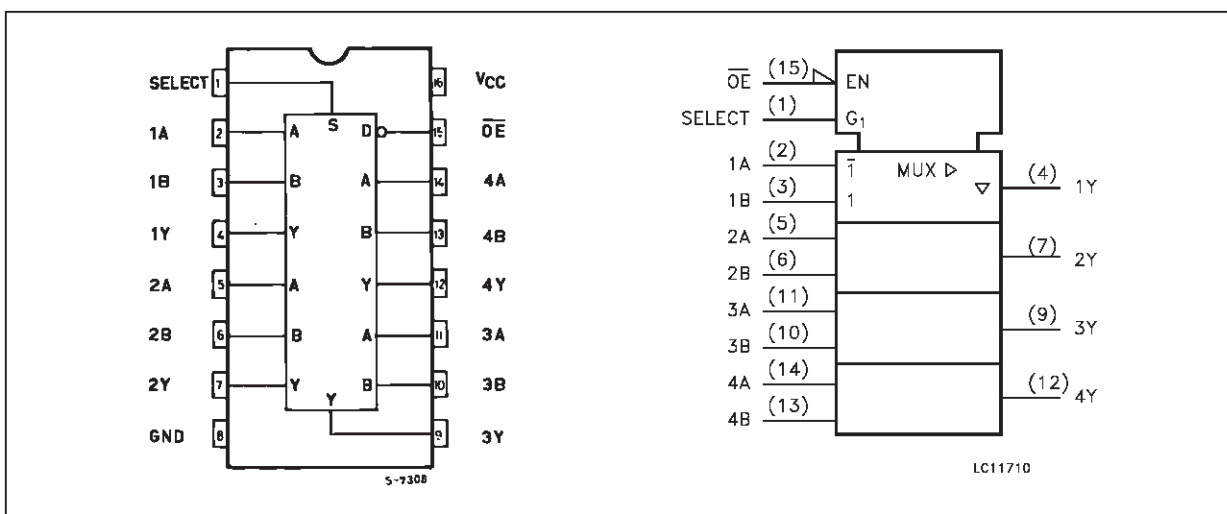 SELECT 1 16 VCC
S
1A 2 A D 15 OE
1B 3 B A 14 4A
1Y 4 Y B 13 4B
2A 5 A Y 12 4Y
2B 6 B A 11 3A
2Y 7 Y B 10 3B
Y
GND 8 9 3Y
S-7308
OE (15) EN
SELECT (1) G1
1A (2) 1 MUX ▷
▽ (4) 1Y
1B (3) 1
2A (5)
(7) 2Y
2B (6)
3A (11)
(9) 3Y
3B (10)
4A (14)
(12) 4Y
4B (13)
LC11710